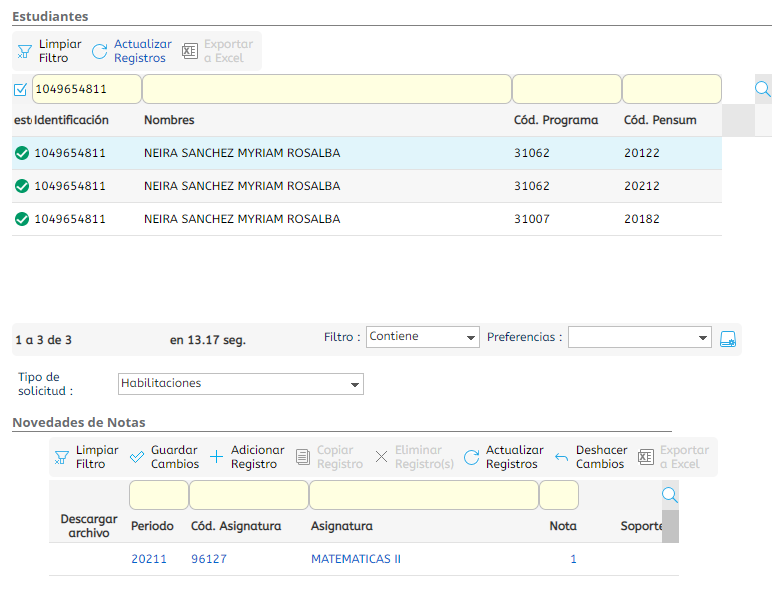 Estudiantes
Limpiar Filtro Actualizar Registros Exportar a Excel
1049654811
est Identificación Nombres Cód. Programa Cód. Pensum
1049654811 NEIRA SANCHEZ MYRIAM ROSALBA 31062 20122
1049654811 NEIRA SANCHEZ MYRIAM ROSALBA 31062 20212
1049654811 NEIRA SANCHEZ MYRIAM ROSALBA 31007 20182
1 a 3 de 3 en 13.17 seg. Filtro : Contiene Preferencias :
Tipo de solicitud : Habilitaciones
Novedades de Notas
Limpiar Filtro Guardar Cambios Adicionar Registro Copiar Registro Eliminar Registro(s) Actualizar Registros Deshacer Cambios Exportar a Excel
Descargar archivo Periodo Cód. Asignatura Asignatura Nota Soporte
20211 96127 MATEMATICAS II 1